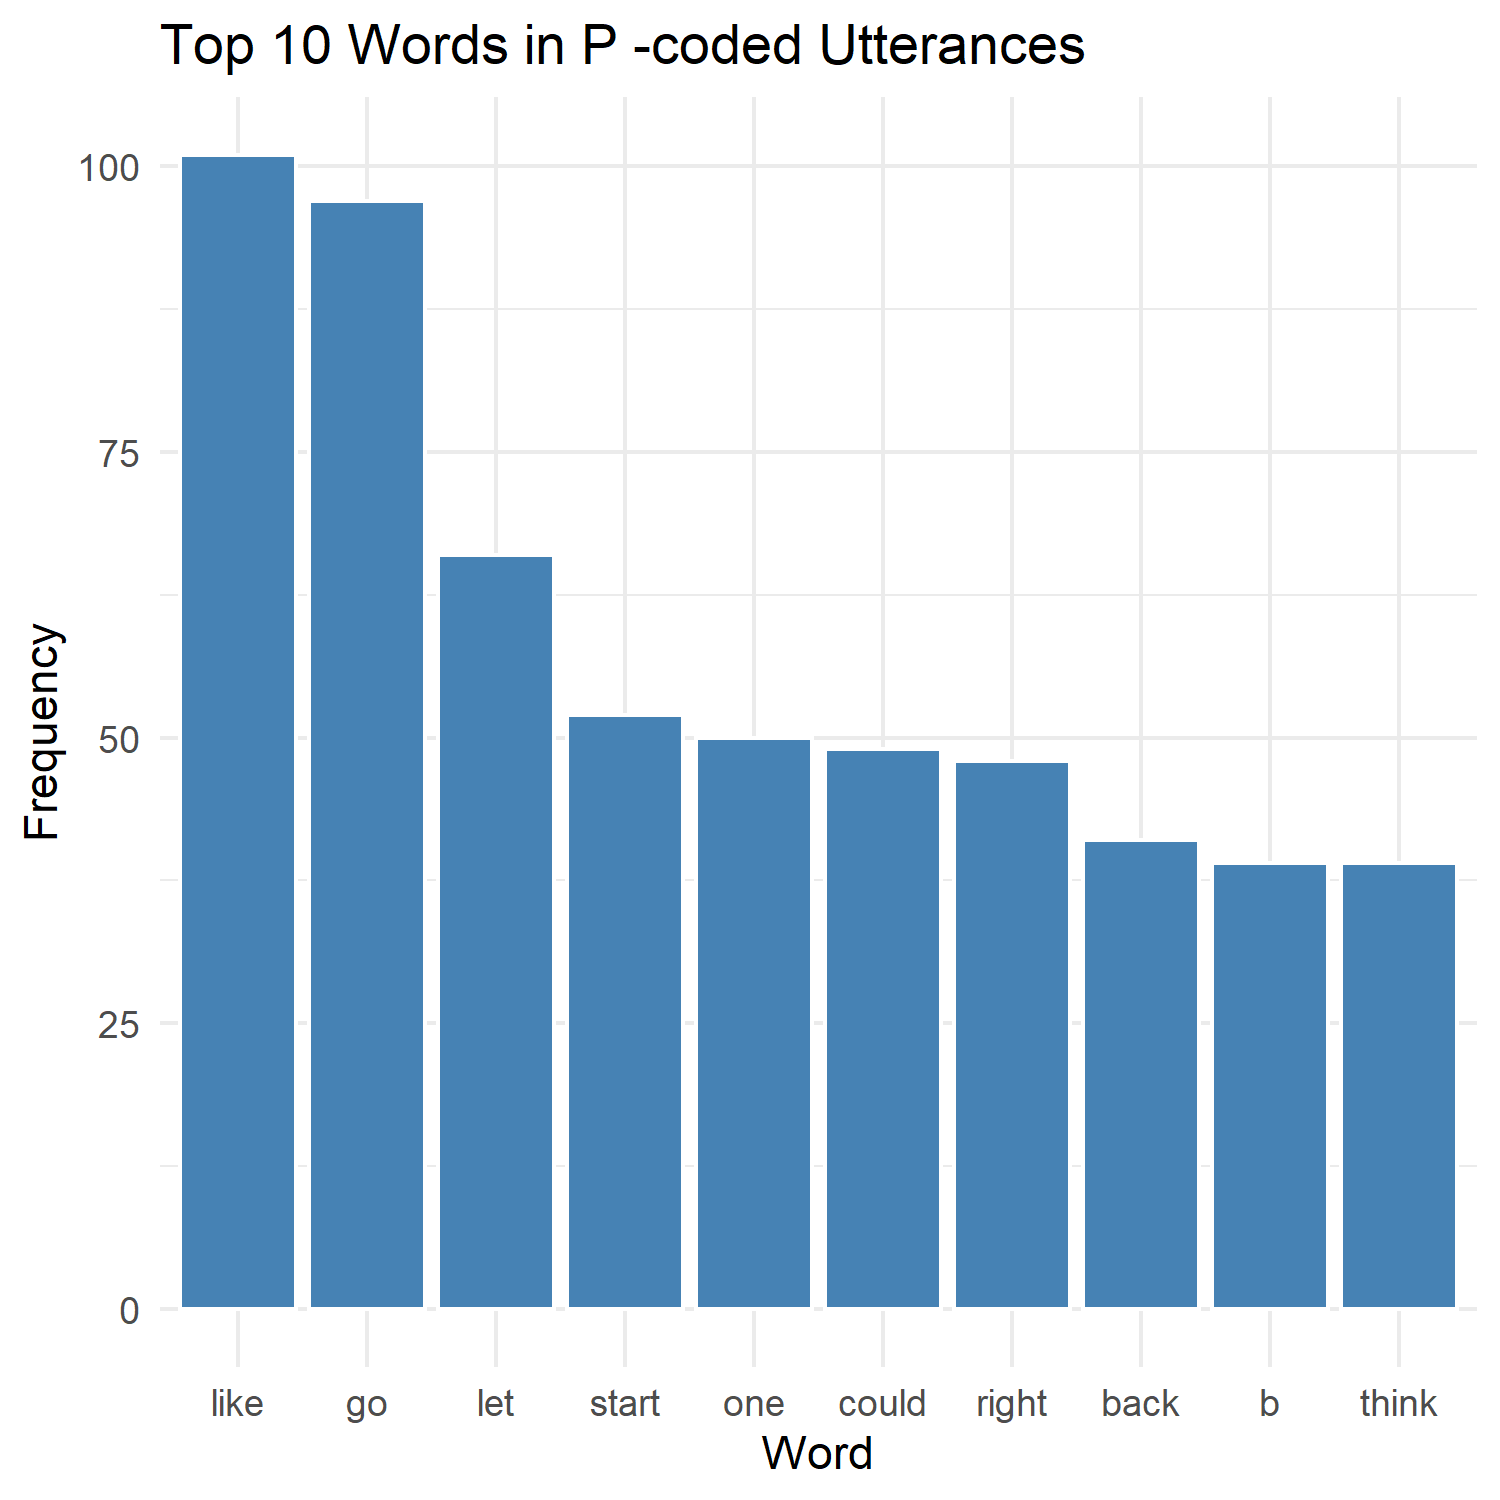 Top 10 Words in P -coded Utterances
Frequency
100
75
50
25
0
like go let start one could right back b think
Word